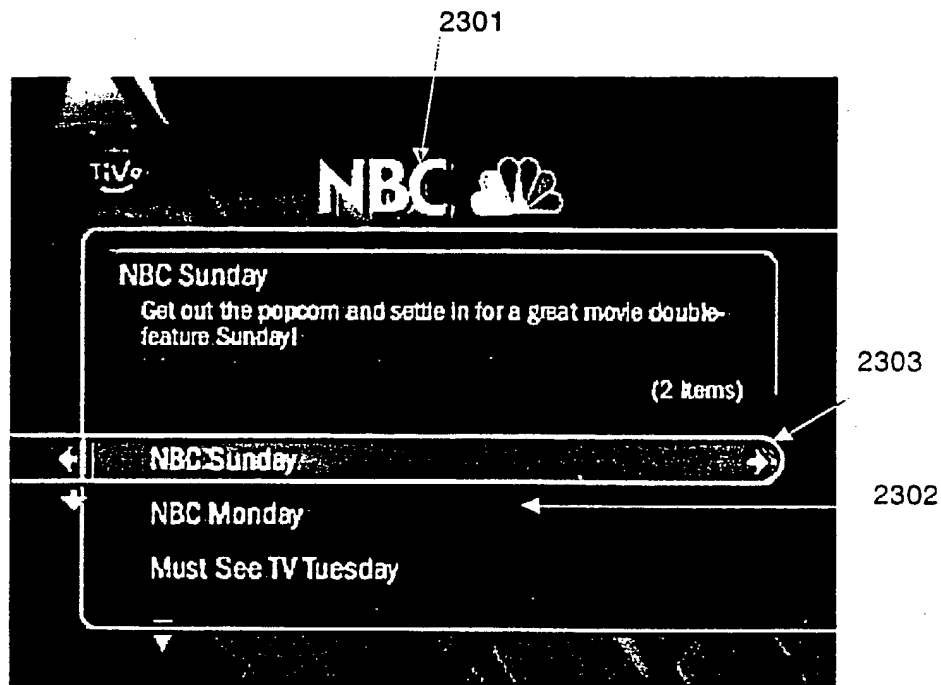 2301
TiVo
NBC
NBC Sunday
Get out the popcorn and settle in for a great movie double-
feature Sunday!
(2 Items)
2303
NBC Sunday
2302
NBC Monday
Must See TV Tuesday